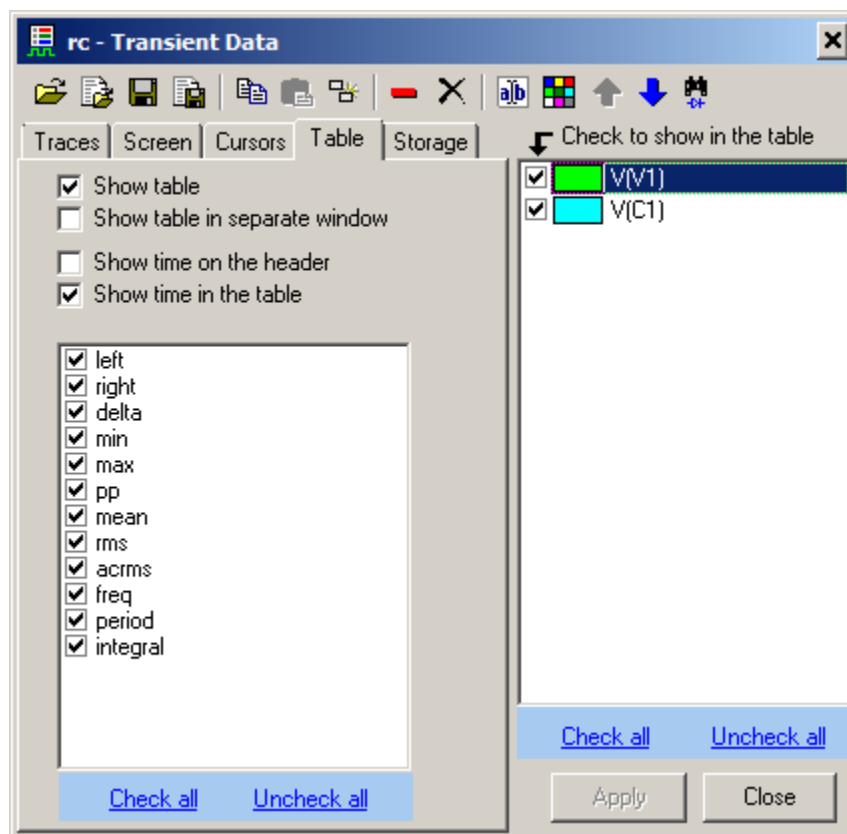 rc - Transient Data
a b
Traces Screen Cursors Table Storage
Check to show in the table
Show table
Show table in separate window
Show time on the header
Show time in the table
left
right
delta
min
max
pp
mean
rms
acrms
freq
period
integral
Check all Uncheck all
V(V1)
V(C1)
Check all Uncheck all
Apply Close